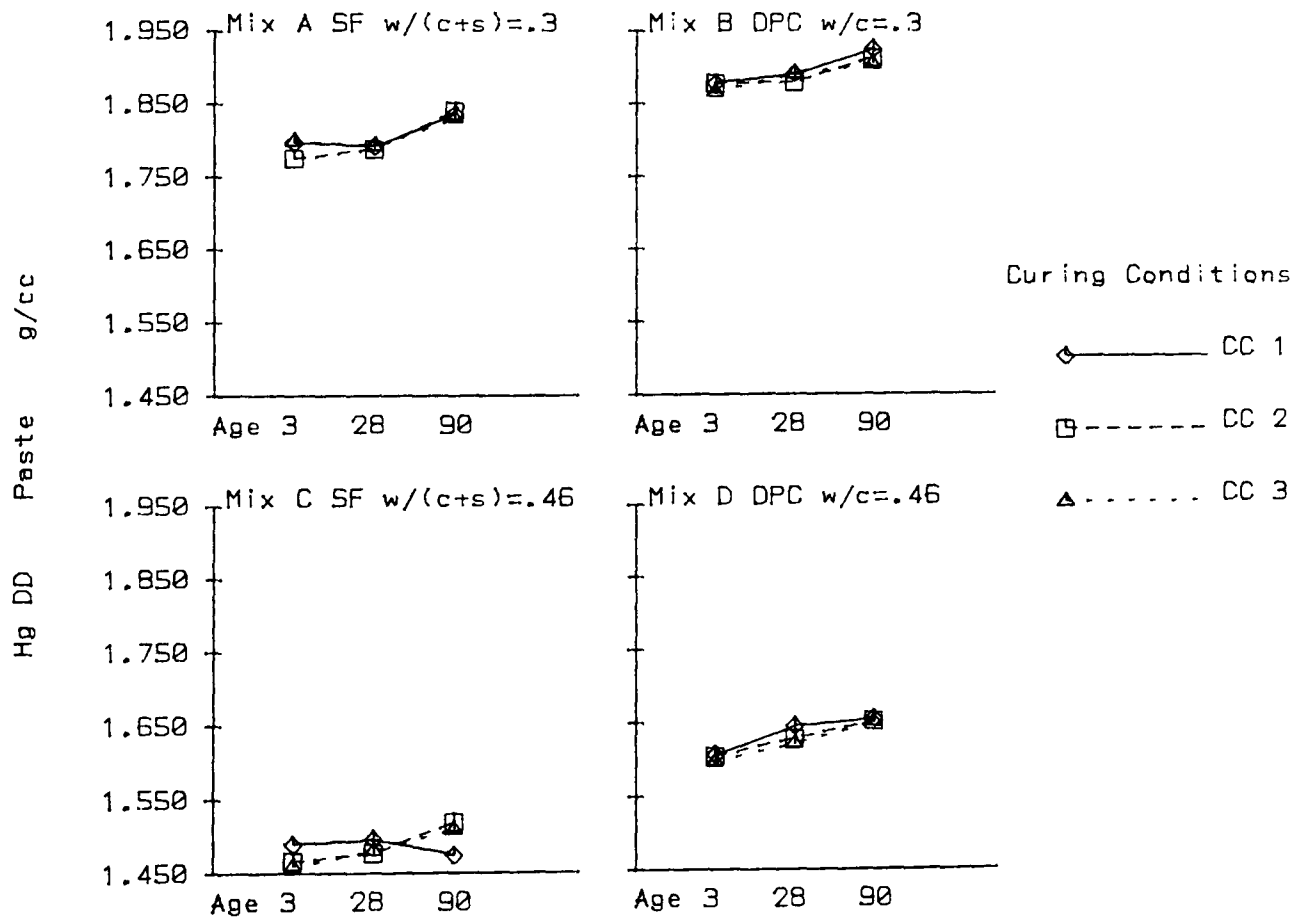 Hg DD Paste g/cc
Mix A SF w/(c+s)=.3
1.950
1.850
1.750
1.650
1.550
1.450
Age 3 28 90
Mix B OPC w/c=.3
Age 3 28 90
Curing Conditions
CC 1
CC 2
CC 3
Mix C SF w/(c+s)=.46
1.950
1.850
1.750
1.650
1.550
1.450
Age 3 28 90
Mix D OPC w/c=.46
Age 3 28 90